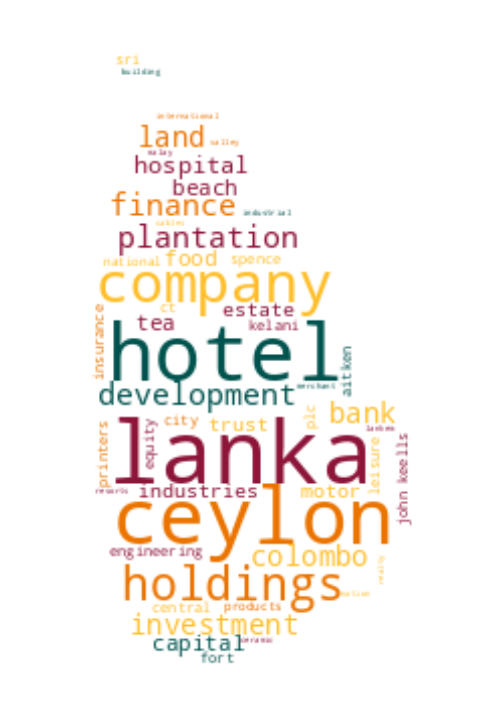 sri
building
international
land
valley
malay
hospital
beach
finance
industrial
cables
plantation
national food spence
company
ct
estate
tea
kelani
insurance
hotel
aitken
merchant
development
bank
plc
city
trust
equity
printers
lankem
lanka
leisure
john keells
resorts
industries
motor
ceylon
engineering
colombo
realty
holdings
nation
central
products
investment
capital
ceramic
fort